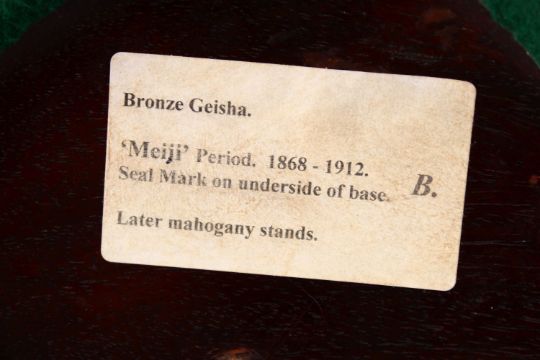 Bronze Geisha.
‘Meiji’ Period. 1868 - 1912.
Seal Mark on underside of base. B.
Later mahogany stands.